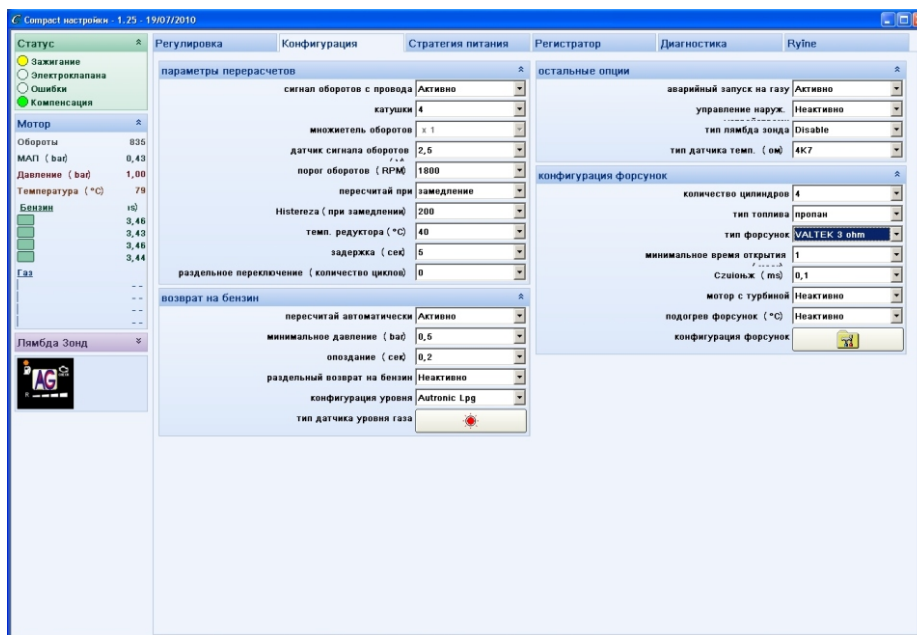 Compact настройки - 1.25 - 19/07/2010
Статус
Зажигание
Электроклапана
Ошибки
Компенсация
Мотор
Обороты 835
МАП ( bar) 0,43
Давление ( bar) 1,00
Температура ( °C) 79
Бензин ıs)
3,46
3,43
3,46
3,44
Газ
- -
- -
- -
- -
Лямбда Зонд
AG
Регулировка Конфигурация Стратегия питания Регистратор Диагностика Ryîne
параметры перерасчетов
сигнал оборотов с провода Активно
катушки 4
множиетель оборотов x 1
датчик сигнала оборотов 2,5
порог оборотов ( RPM) 1800
пересчитай при замедление
Histereza ( при замедлении) 200
темп. редуктора ( °C) 40
задержка ( сек) 5
раздельное переключение ( количество циклов) 0
возврат на бензин
пересчитай автоматически Активно
минимальное давление ( bar) 0,5
опоздание ( сек) 0,2
раздельный возврат на бензин Неактивно
конфигурация уровня Autronic Lpg
тип датчика уровня газа
остальные опции
аварийный запуск на газу Активно
управление наруж. Неактивно
тип лямбда зонда Disable
тип датчика темп. ( ом) 4K7
конфигурация форсунок
количество цилиндров 4
тип топлива пропан
тип форсунок VALTEK 3 ohm
минимальное время открытия 1
( ms) 0,1
мотор с турбиной Неактивно
подогрев форсунок ( °C) Неактивно
конфигурация форсунок